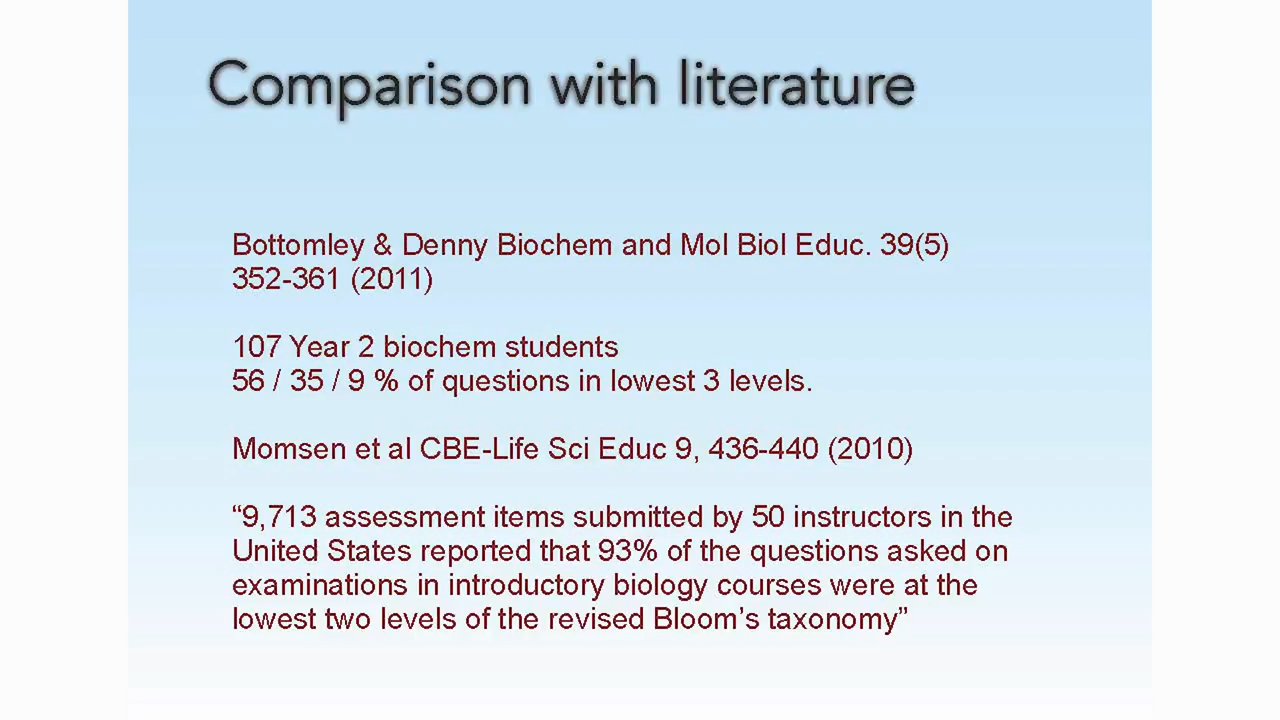 Comparison with literature
Bottomley & Denny Biochem and Mol Biol Educ. 39(5)
352-361 (2011)
107 Year 2 biochem students
56 / 35 / 9 % of questions in lowest 3 levels.
Momsen et al CBE-Life Sci Educ 9, 436-440 (2010)
“9,713 assessment items submitted by 50 instructors in the
United States reported that 93% of the questions asked on
examinations in introductory biology courses were at the
lowest two levels of the revised Bloom’s taxonomy”